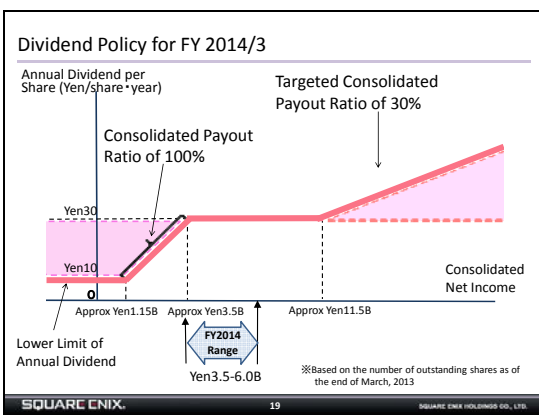 Dividend Policy for FY 2014/3
Annual Dividend per
Share (Yen/share・year)
Targeted Consolidated
Payout Ratio of 30%
Consolidated Payout
Ratio of 100%
Yen30
Yen10
0
Consolidated
Net Income
Approx Yen1.15B
Approx Yen3.5B
Approx Yen11.5B
Lower Limit of
Annual Dividend
FY2014
Range
Yen3.5-6.0B
※Based on the number of outstanding shares as of
the end of March, 2013
SQUARE ENIX.
19
SQUARE ENIX HOLDINGS CO., LTD.